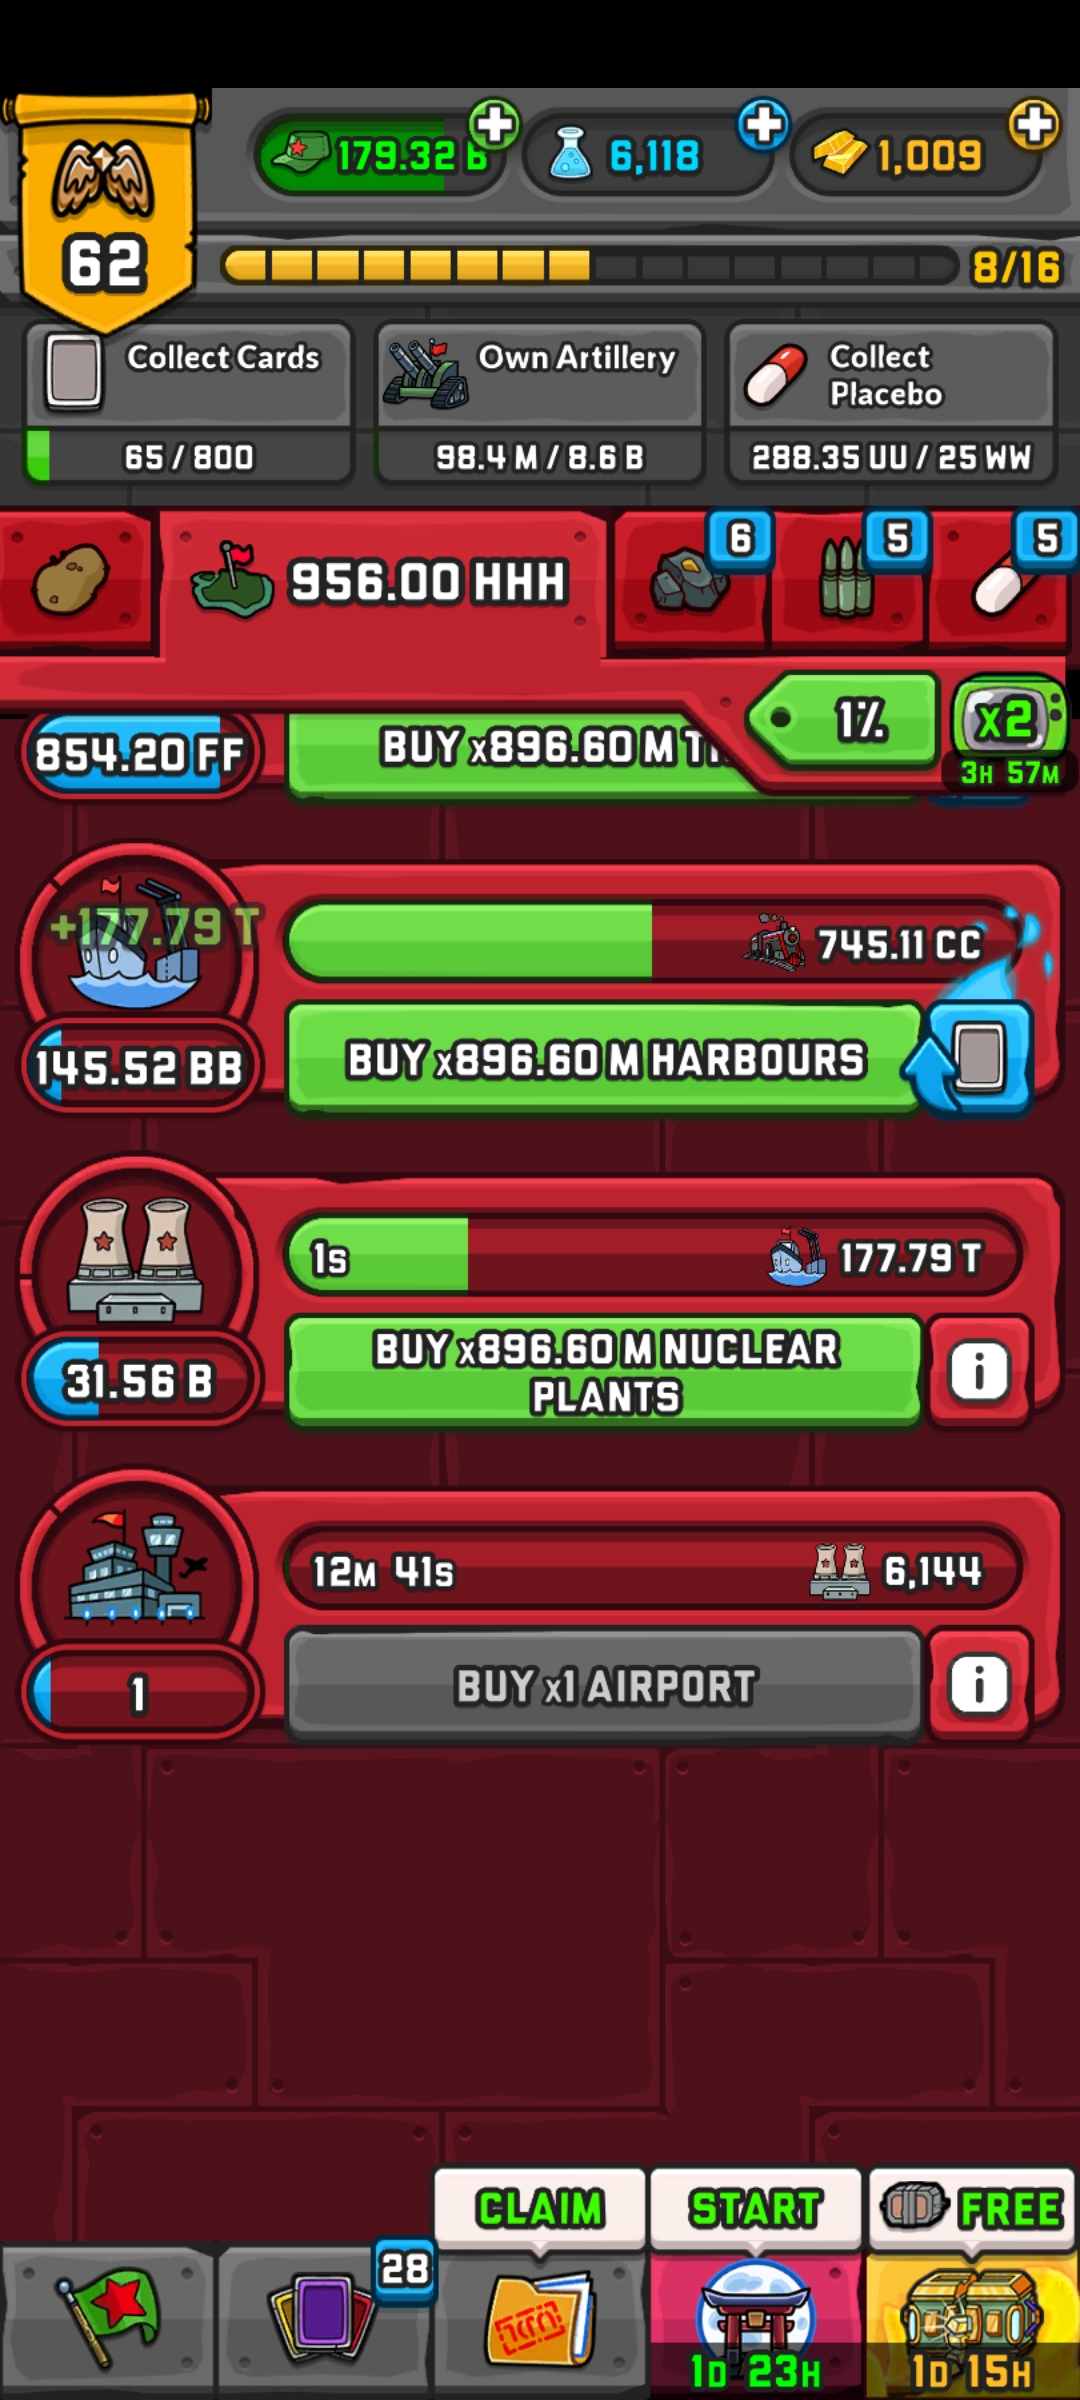 179.32 B
6,118
1,009
62
8/16
Collect Cards
Own Artillery
Collect
Placebo
65 / 800
98.4 M / 8.6 B
288.35 UU / 25 WW
956.00 HHH
6
5
5
1%
x2
3H 57M
854.20 FF
BUY x896.60 M
+177.79 T
745.11 CC
145.52 BB
BUY x896.60 M HARBOURS
1S
177.79 T
31.56 B
BUY x896.60 M NUCLEAR
PLANTS
i
12M 41S
6,144
1
BUY x1 AIRPORT
i
CLAIM
START
FREE
28
1D 23H
1D 15H